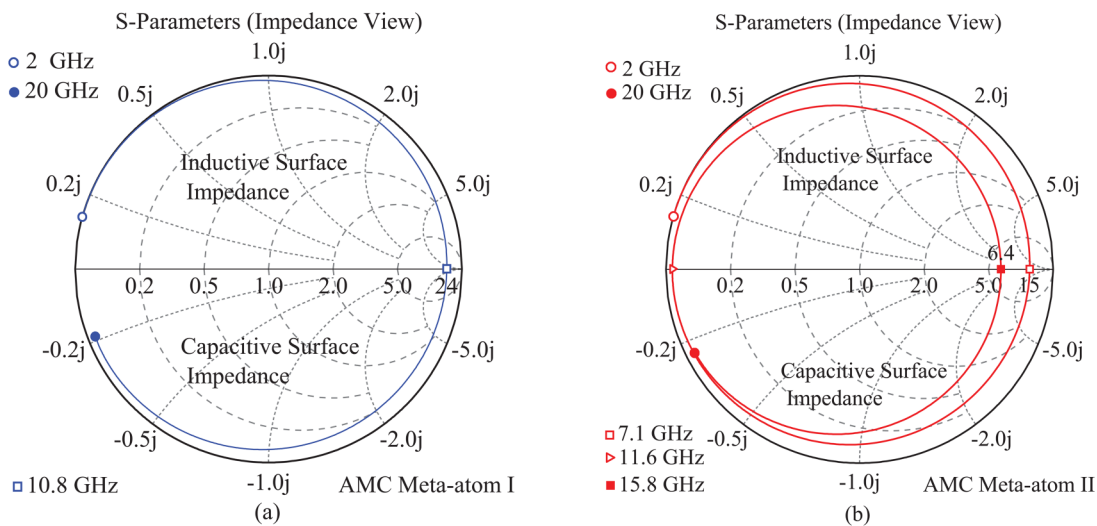 S-Parameters (Impedance View)
2 GHz
20 GHz
1.0j
0.5j
2.0j
0.2j
5.0j
Inductive Surface
Impedance
0.2
0.5
1.0
2.0
5.0
24
Capacitive Surface
Impedance
-0.2j
-5.0j
-0.5j
-2.0j
-1.0j
10.8 GHz
AMC Meta-atom I
(a)
S-Parameters (Impedance View)
2 GHz
20 GHz
1.0j
0.5j
2.0j
0.2j
5.0j
Inductive Surface
Impedance
6.4
0.2
0.5
1.0
2.0
5.0
15
Capacitive Surface
Impedance
-0.2j
-5.0j
-0.5j
-2.0j
-1.0j
7.1 GHz
11.6 GHz
15.8 GHz
AMC Meta-atom II
(b)